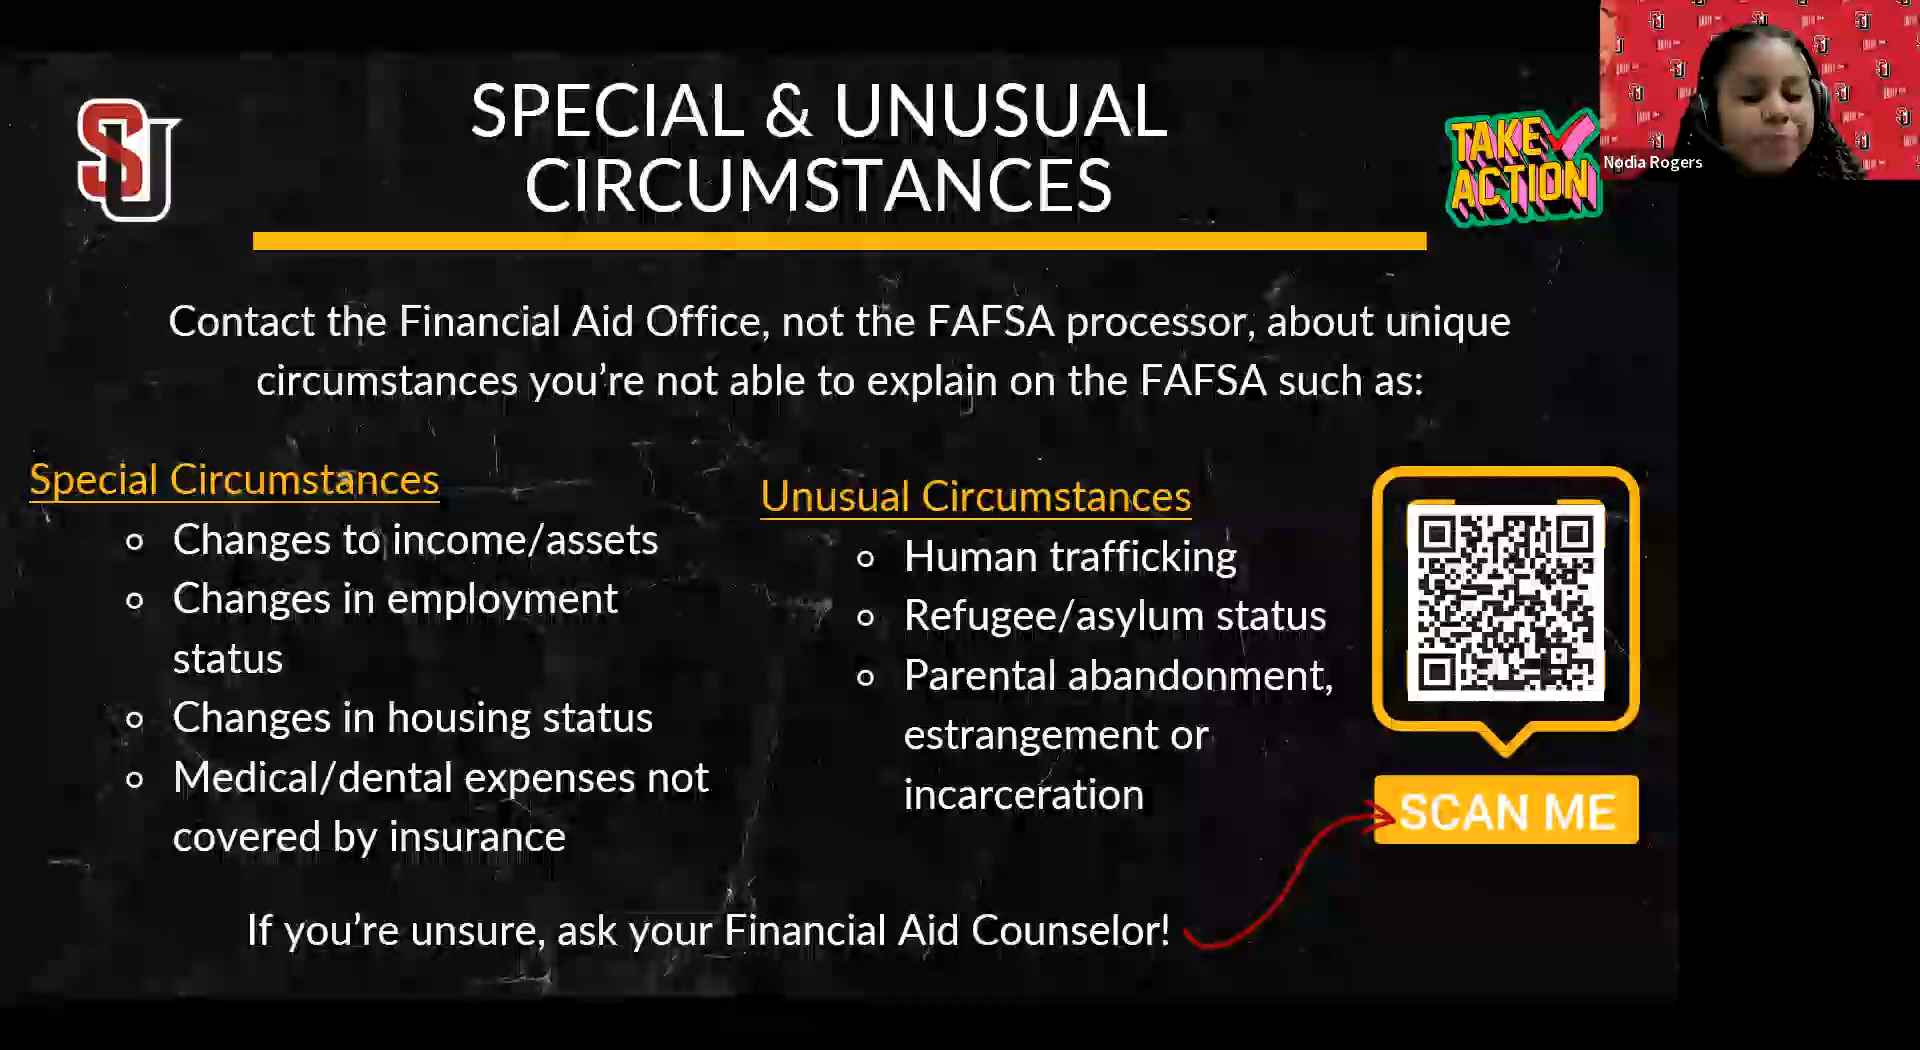 SPECIAL & UNUSUAL
CIRCUMSTANCES
SU
TAKE
ACTION
Nodia Rogers
Contact the Financial Aid Office, not the FAFSA processor, about unique
circumstances you're not able to explain on the FAFSA such as:
Special Circumstances
Changes to income/assets
Changes in employment
status
Changes in housing status
Medical/dental expenses not
covered by insurance
Unusual Circumstances
Human trafficking
Refugee/asylum status
Parental abandonment,
estrangement or
incarceration
SCAN ME
If you're unsure, ask your Financial Aid Counselor!